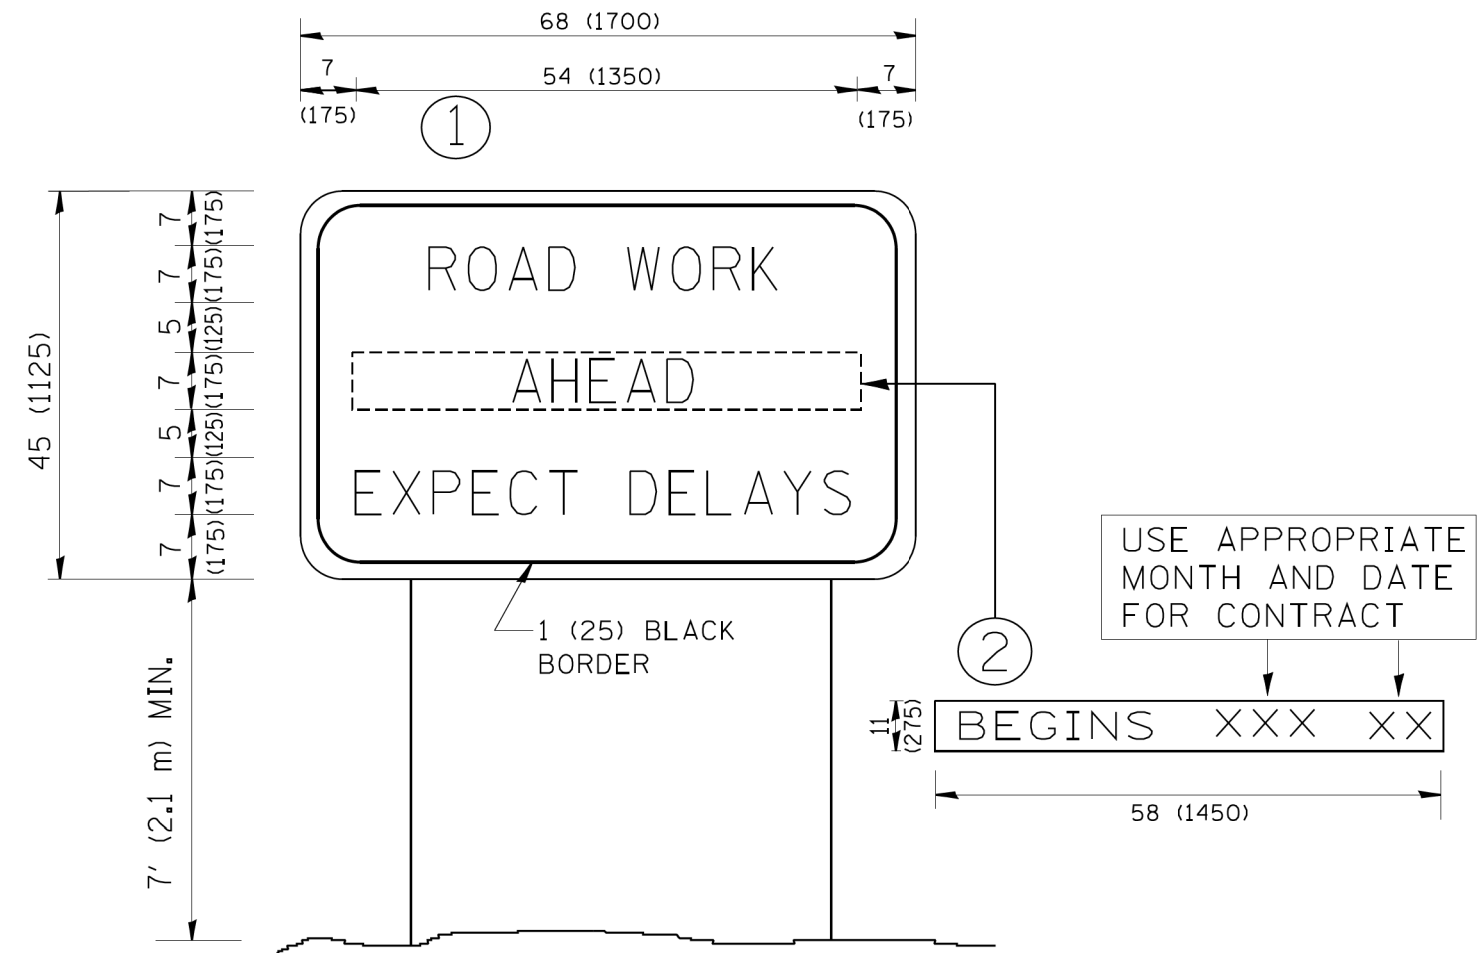 68 (1700)
7
54 (1350)
7
(175)
(175)
1
7 (175)
7 (175)
5 (125)
7 (175)
5 (125)
7 (175)
7 (175)
45 (1125)
ROAD WORK
AHEAD
EXPECT DELAYS
1 (25) BLACK
BORDER
7' (2.1 m) MIN.
USE APPROPRIATE
MONTH AND DATE
FOR CONTRACT
2
11
(275)
BEGINS XXX XX
58 (1450)